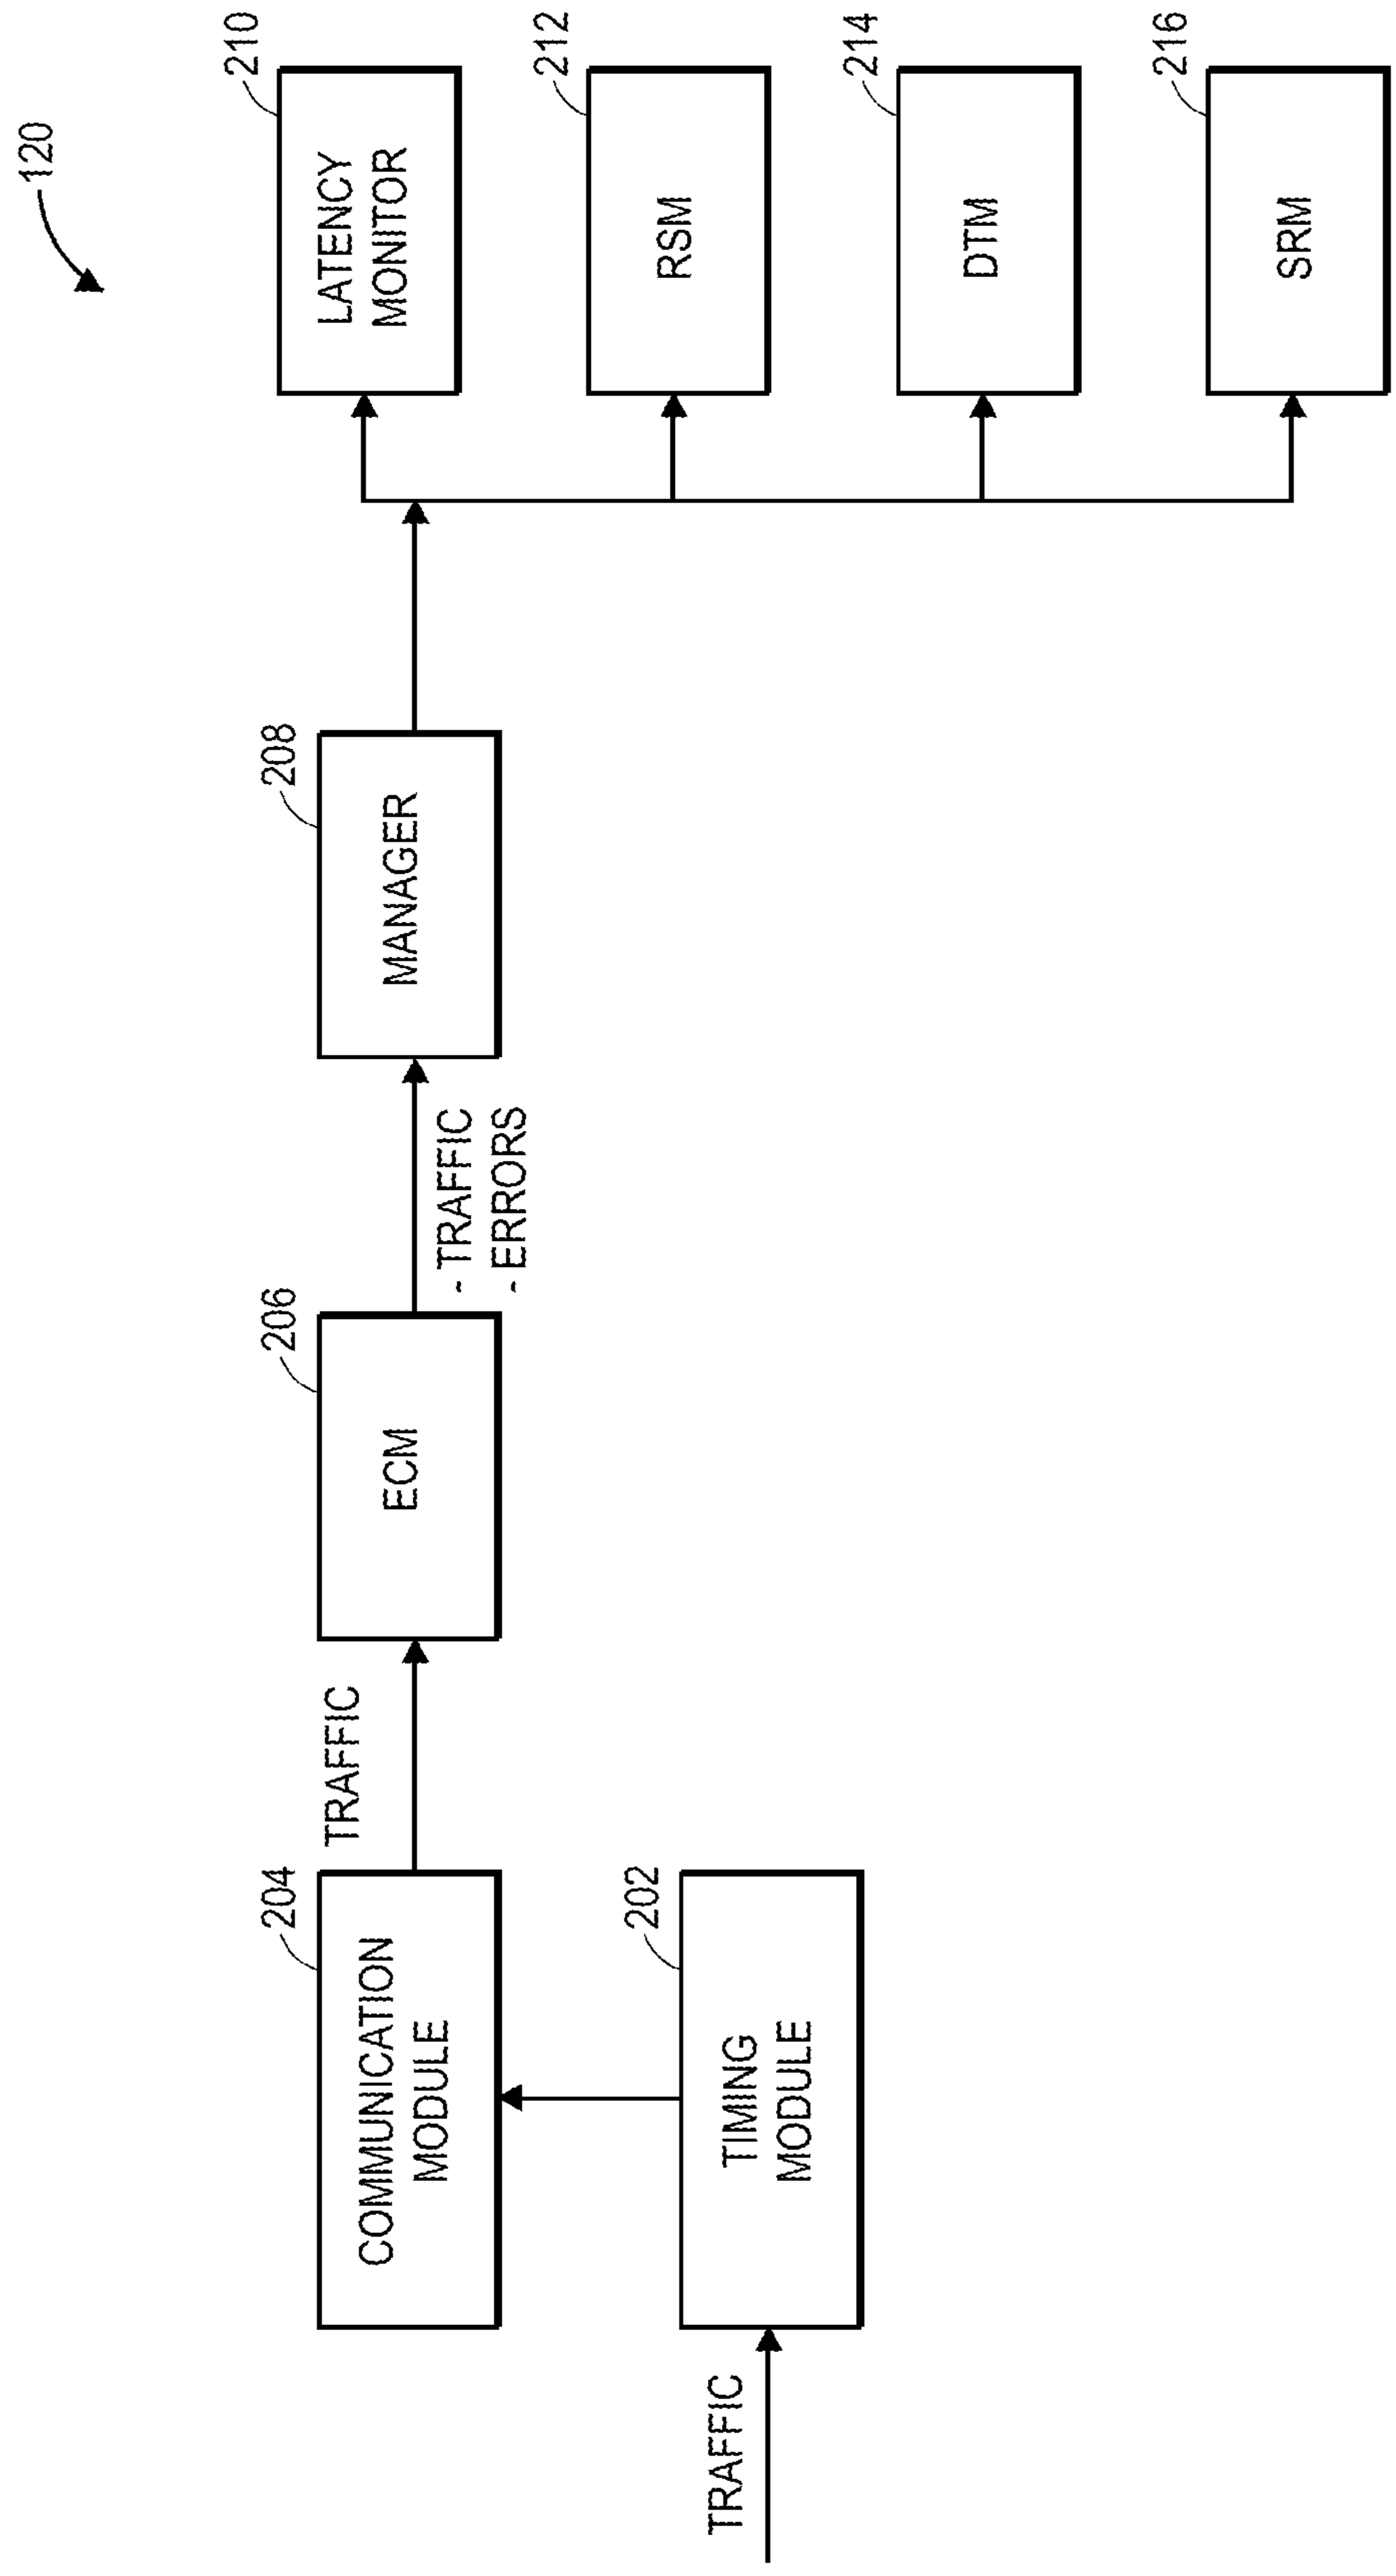 120
TRAFFIC
TIMING
MODULE
202
COMMUNICATION
MODULE
204
TRAFFIC
ECM
206
- TRAFFIC
- ERRORS
MANAGER
208
LATENCY
MONITOR
210
RSM
212
DTM
214
SRM
216